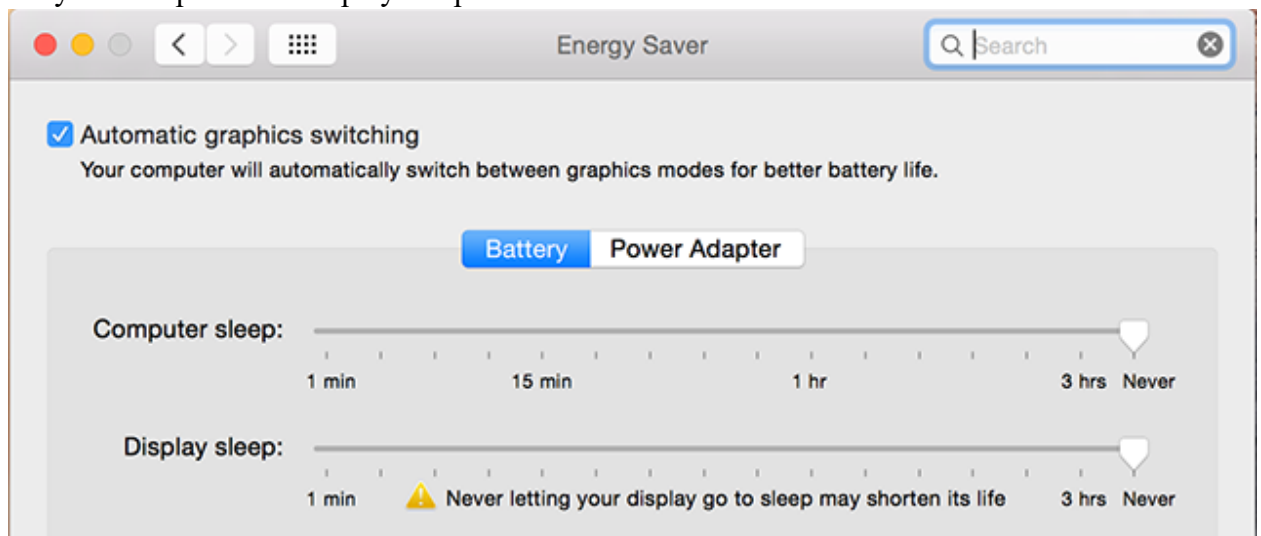 Energy Saver
Search
Automatic graphics switching
Your computer will automatically switch between graphics modes for better battery life.
Battery Power Adapter
Computer sleep:
1 min 15 min 1 hr 3 hrs Never
Display sleep:
1 min Never letting your display go to sleep may shorten its life 3 hrs Never